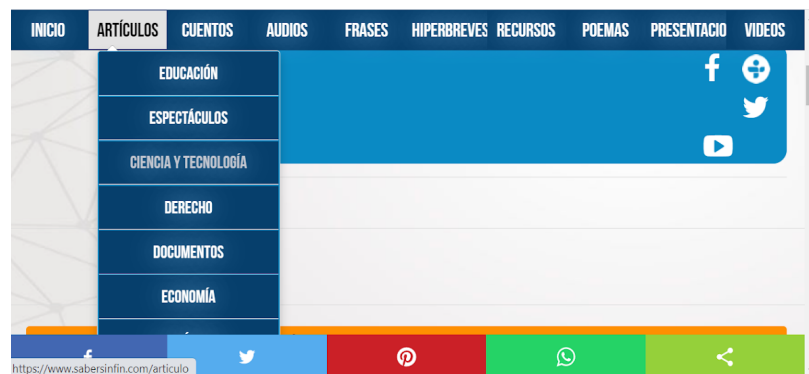 INICIO ARTÍCULOS CUENTOS AUDIOS FRASES HIPERBREVES RECURSOS POEMAS PRESENTACIO VIDEOS
EDUCACIÓN
ESPECTÁCULOS
CIENCIA Y TECNOLOGÍA
DERECHO
DOCUMENTOS
ECONOMÍA
https://www.sabersinfin.com/articulo